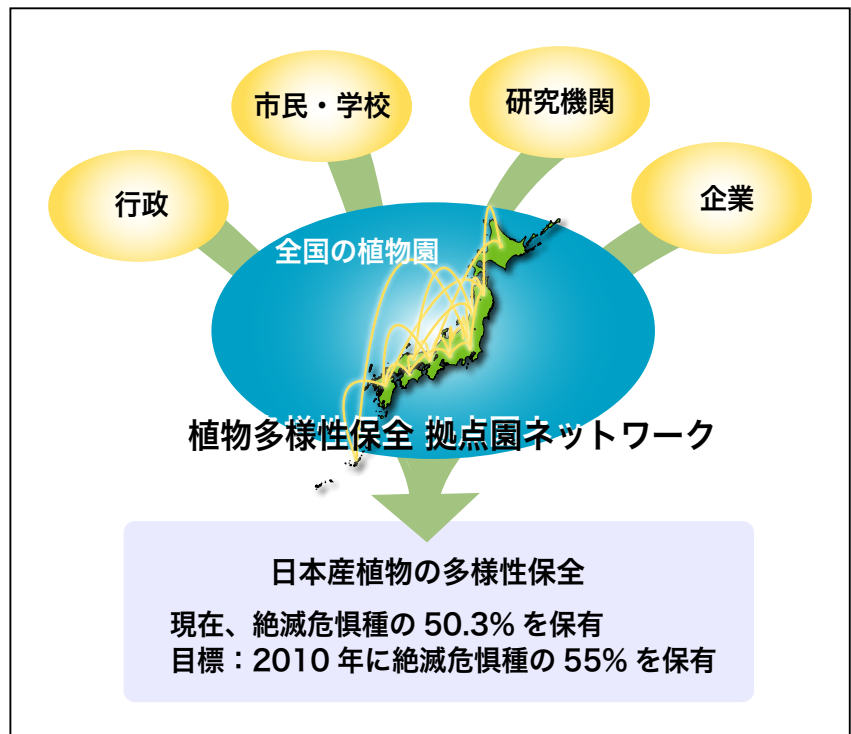 市民・学校
研究機関
行政
企業
全国の植物園
植物多様性保全 拠点園ネットワーク
日本産植物の多様性保全
現在、絶滅危惧種の 50.3% を保有
目標：2010 年に絶滅危惧種の 55% を保有